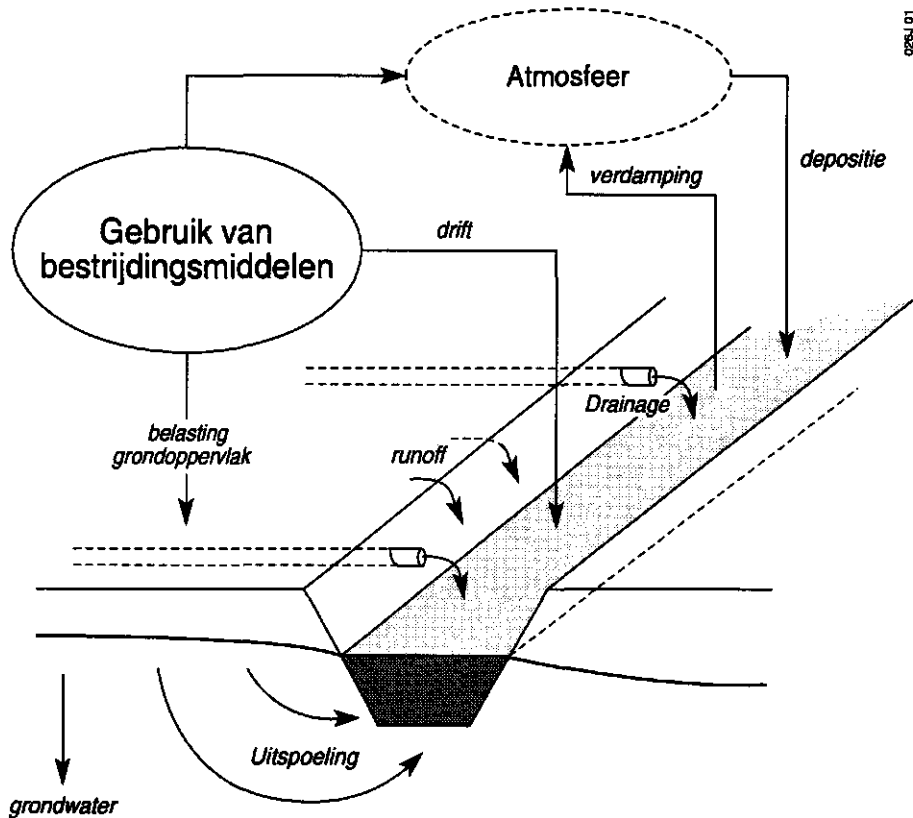 026J 01
Atmosfeer
depositie
verdamping
Gebruik van
bestrijdingsmiddelen
drift
Drainage
belasting
grondoppervlak
runoff
Uitspoeling
grondwater